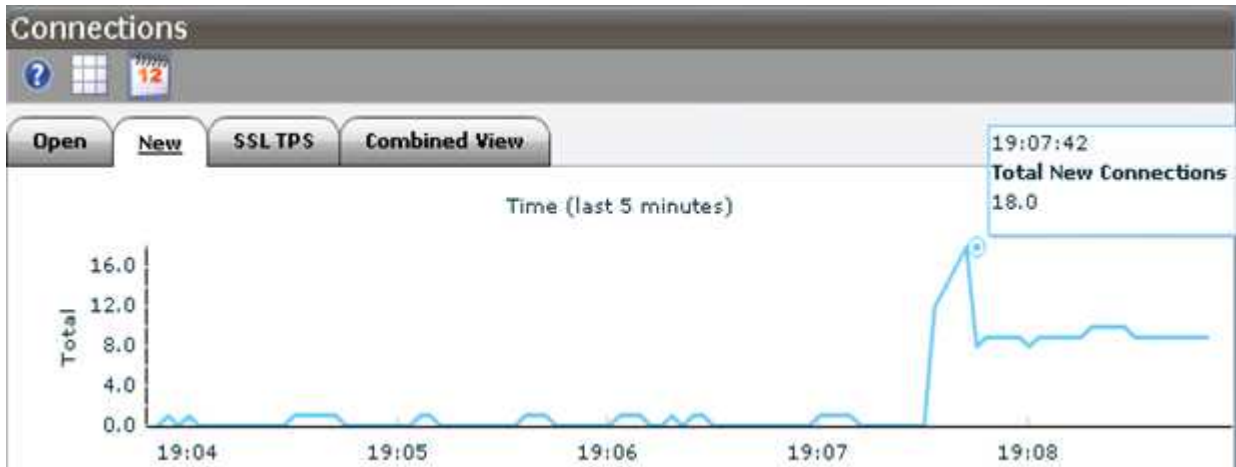 Connections
?
12
Open New SSL TPS Combined View
19:07:42
Total New Connections
18.0
Time (last 5 minutes)
Total
16.0
12.0
8.0
4.0
0.0
19:04 19:05 19:06 19:07 19:08